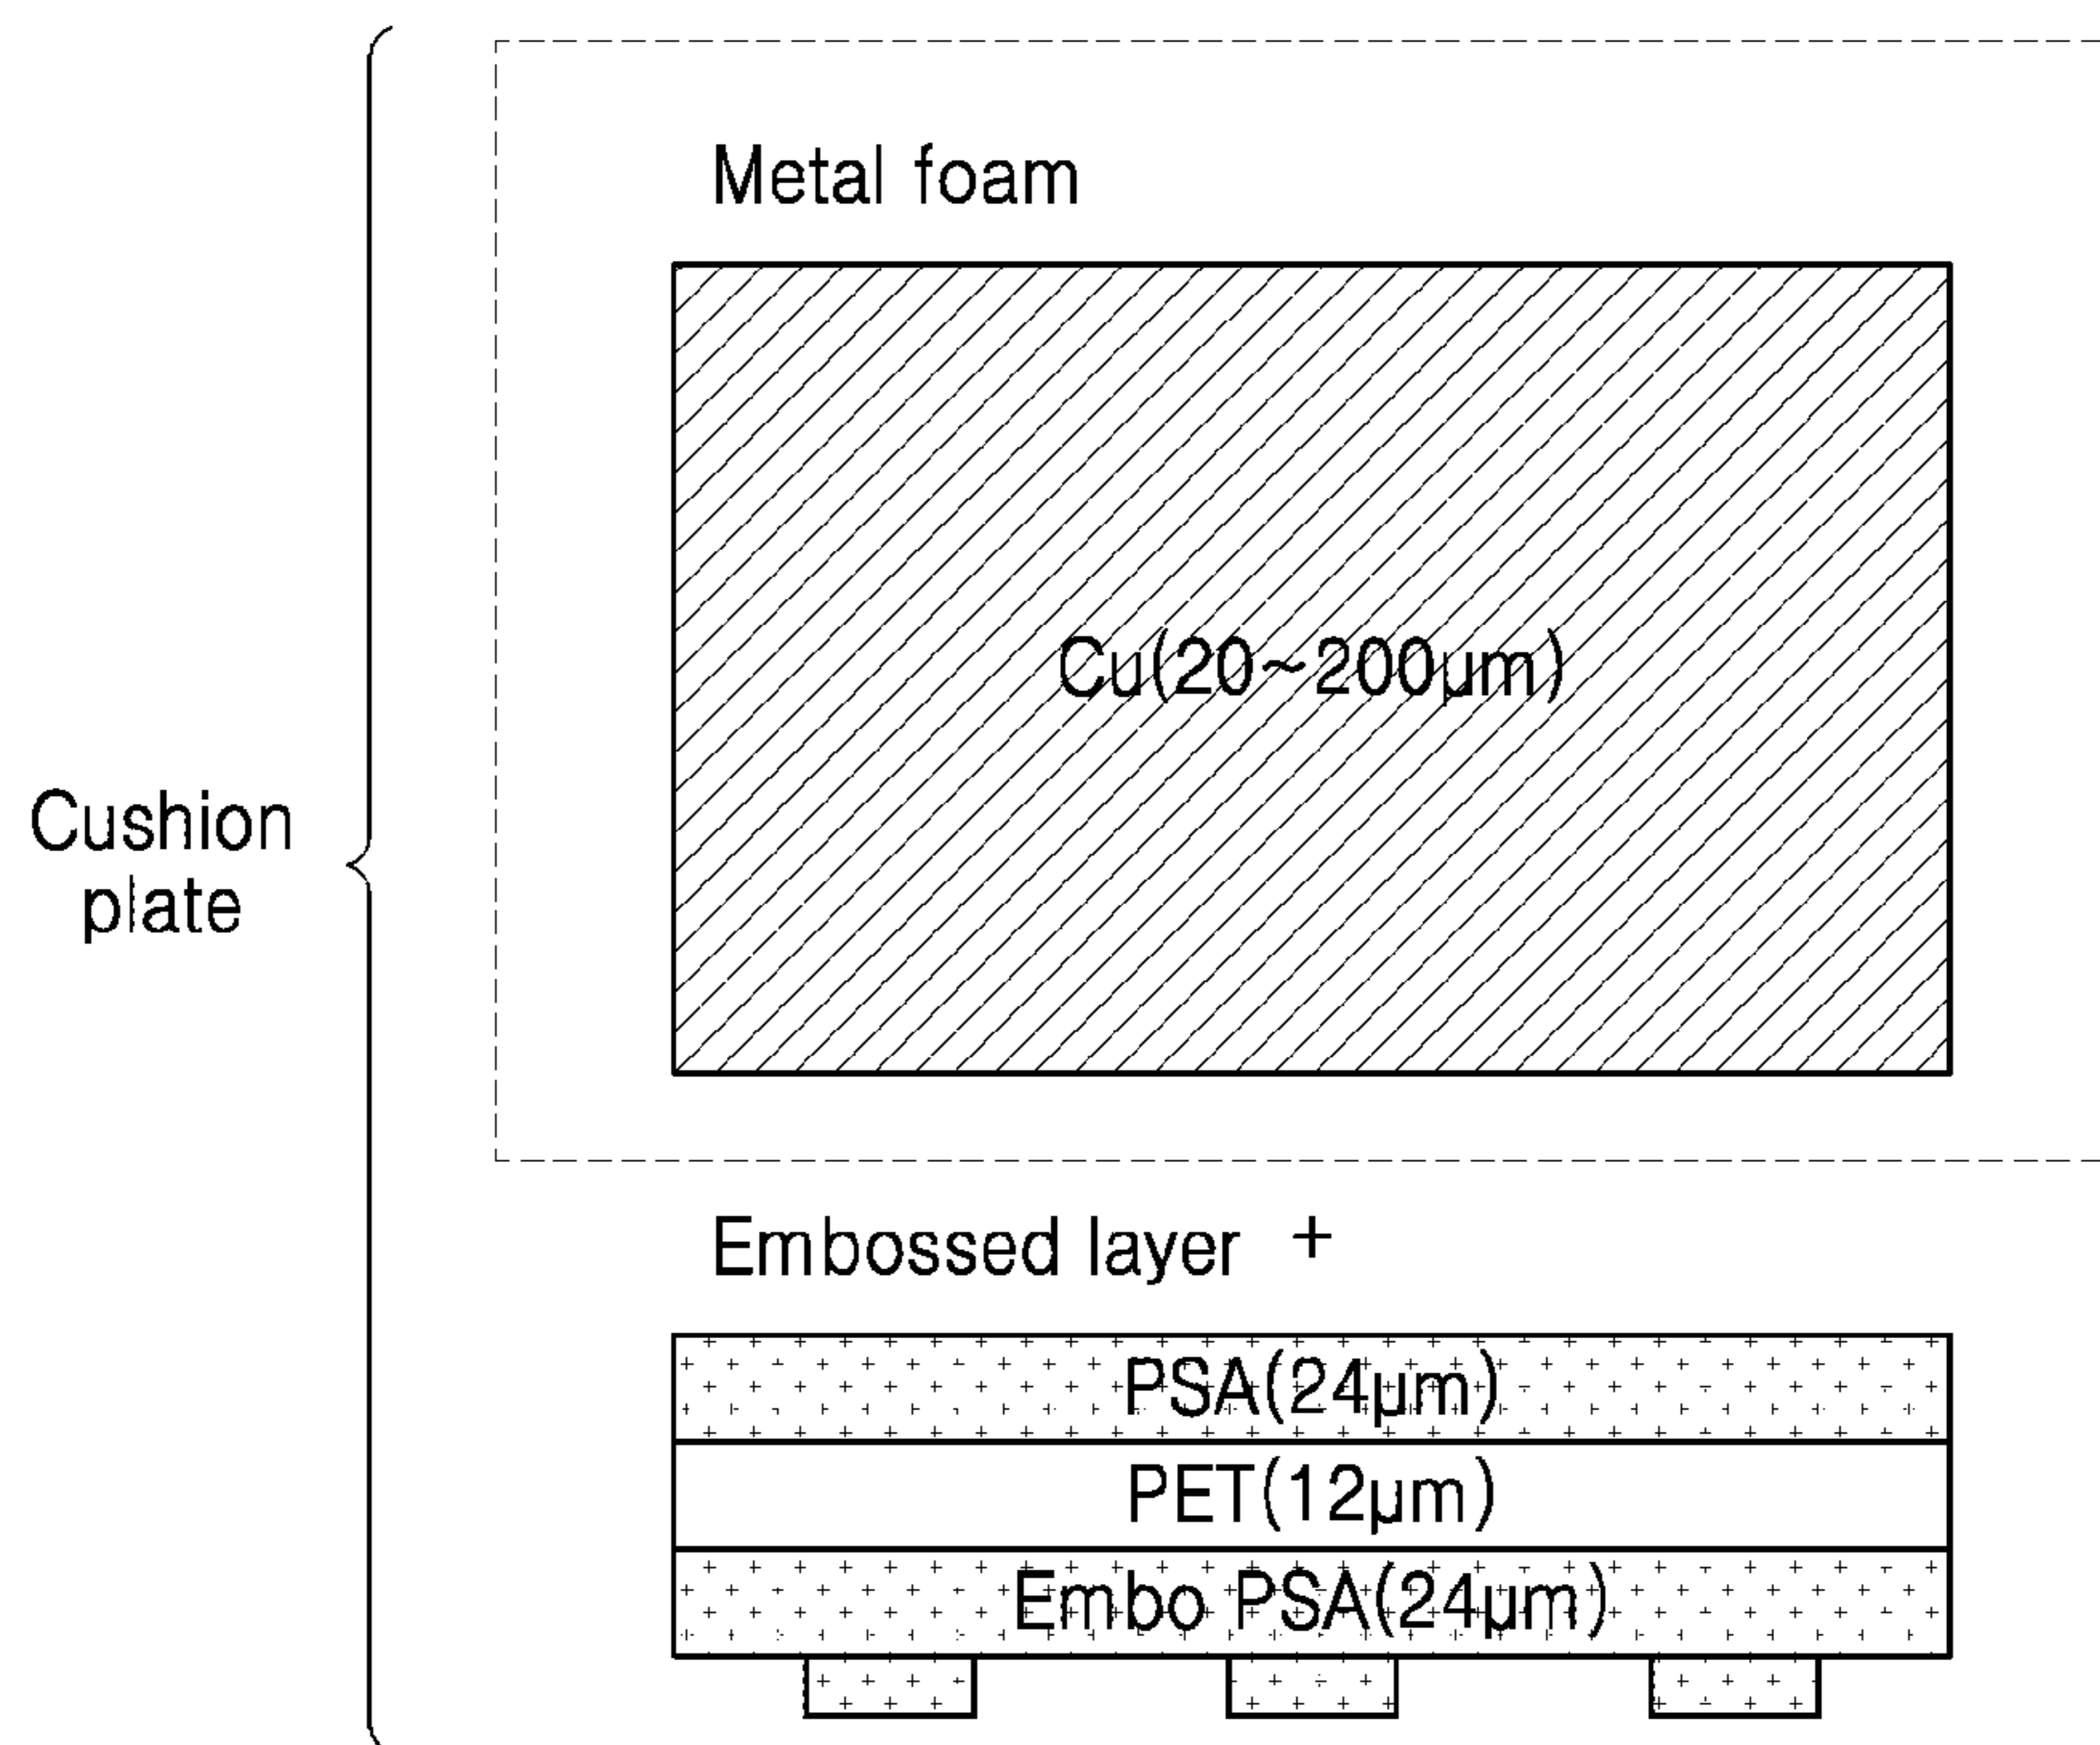 Metal foam
Cu(20~200μm)
Cushion
plate
Embossed layer +
PSA(24μm)
PET(12μm)
Embo PSA(24μm)